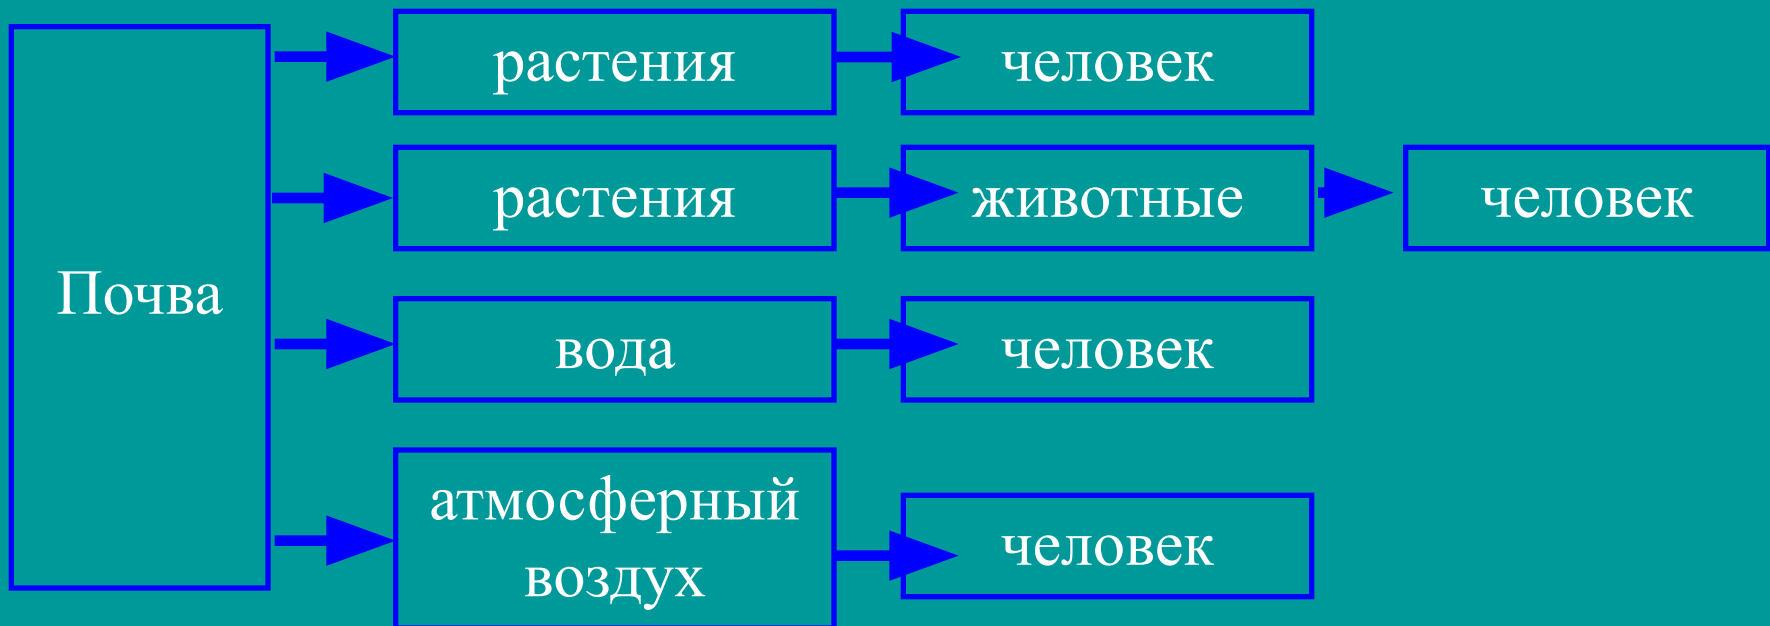 Почва
растения
человек
растения
животные
человек
вода
человек
атмосферный
воздух
человек